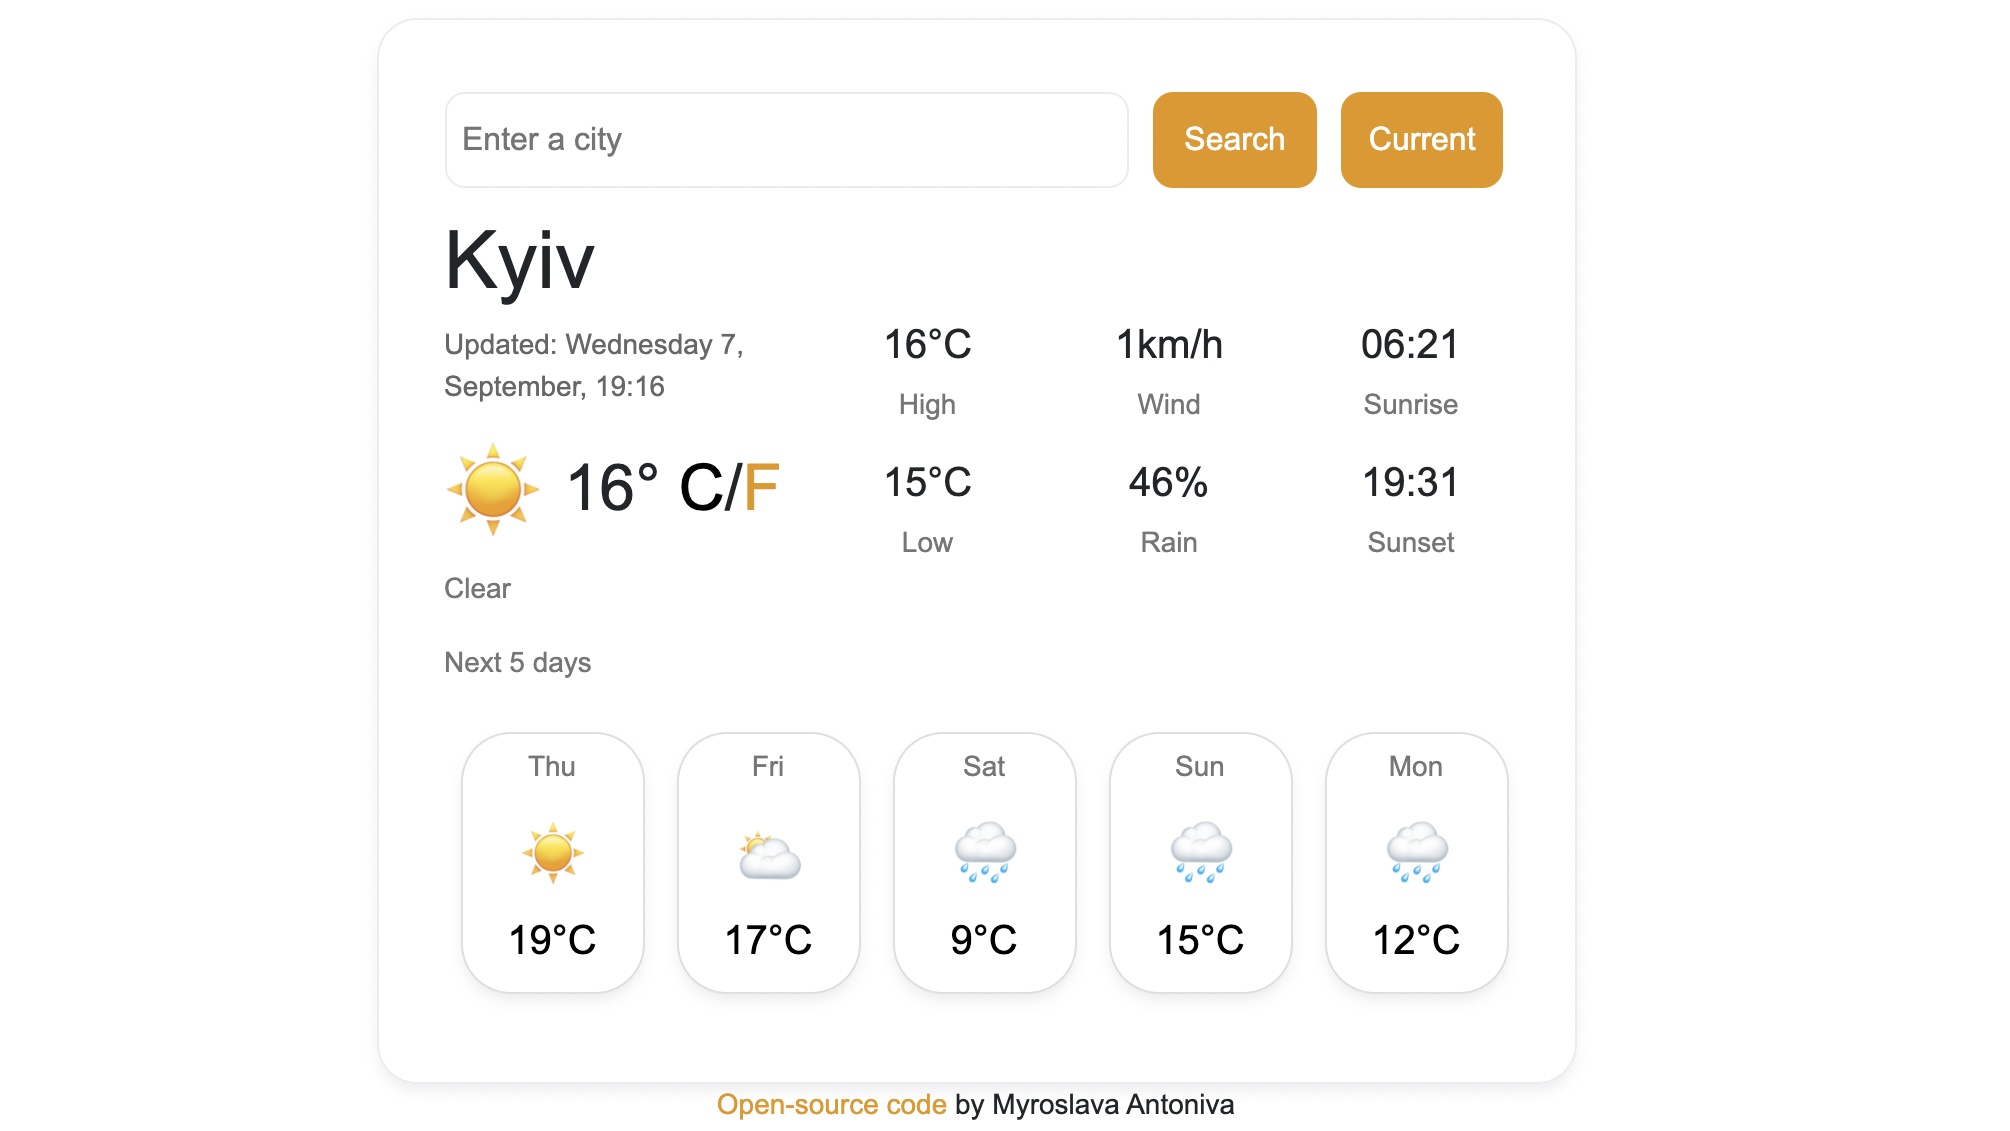 Enter a city
Search
Current
Kyiv
Updated: Wednesday 7,
September, 19:16
16° C/F
Clear
16°C
High
1km/h
Wind
06:21
Sunrise
15°C
Low
46%
Rain
19:31
Sunset
Next 5 days
Thu
19°C
Fri
17°C
Sat
9°C
Sun
15°C
Mon
12°C
Open-source code by Myroslava Antoniva